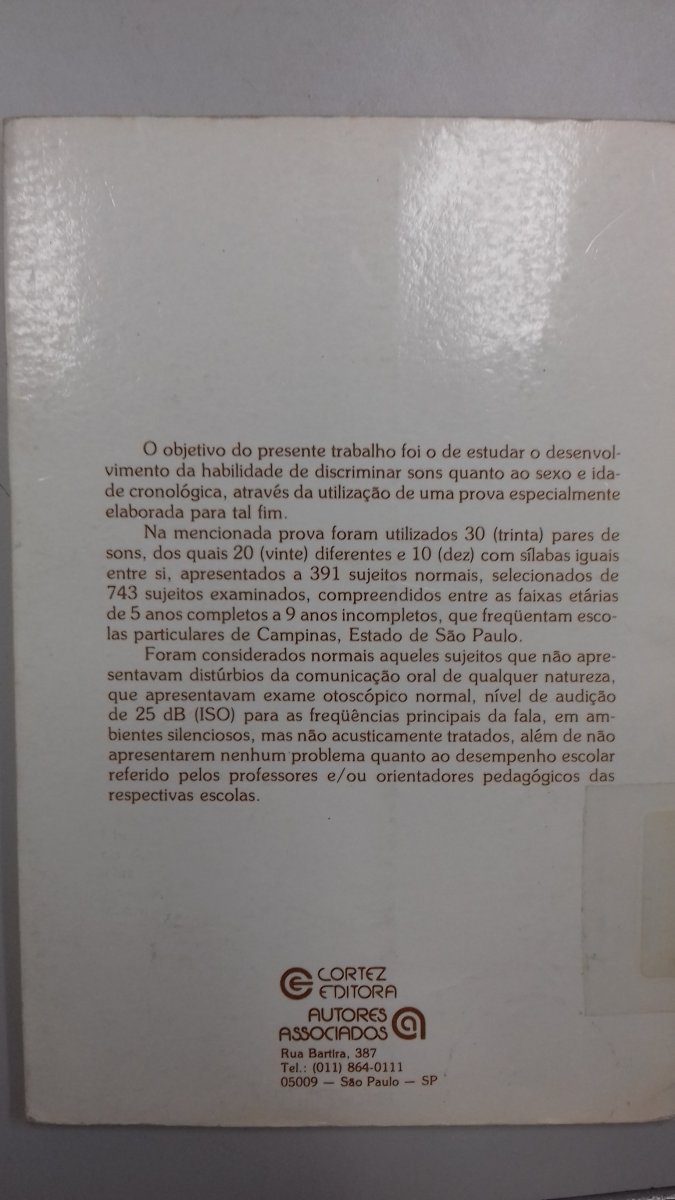 O objetivo do presente trabalho foi o de estudar o desenvol-
vimento da habilidade de discriminar sons quanto ao sexo e ida-
de cronológica, através da utilização de uma prova especialmente
elaborada para tal fim.
Na mencionada prova foram utilizados 30 (trinta) pares de
sons, dos quais 20 (vinte) diferentes e 10 (dez) com sílabas iguais
entre si, apresentados a 391 sujeitos normais, selecionados de
743 sujeitos examinados, compreendidos entre as faixas etárias
de 5 anos completos a 9 anos incompletos, que freqüentam esco-
las particulares de Campinas, Estado de São Paulo.
Foram considerados normais aqueles sujeitos que não apre-
sentavam distúrbios da comunicação oral de qualquer natureza,
que apresentavam exame otoscópico normal, nível de audição
de 25 dB (ISO) para as freqüências principais da fala, em am-
bientes silenciosos, mas não acusticamente tratados, além de não
apresentarem nenhum problema quanto ao desempenho escolar
referido pelos professores e/ou orientadores pedagógicos das
respectivas escolas.
CORTEZ
EDITORA
AUTORES
ASSOCIADOS
Rua Bartira, 387
Tel.: (011) 864-0111
05009 — São Paulo — SP